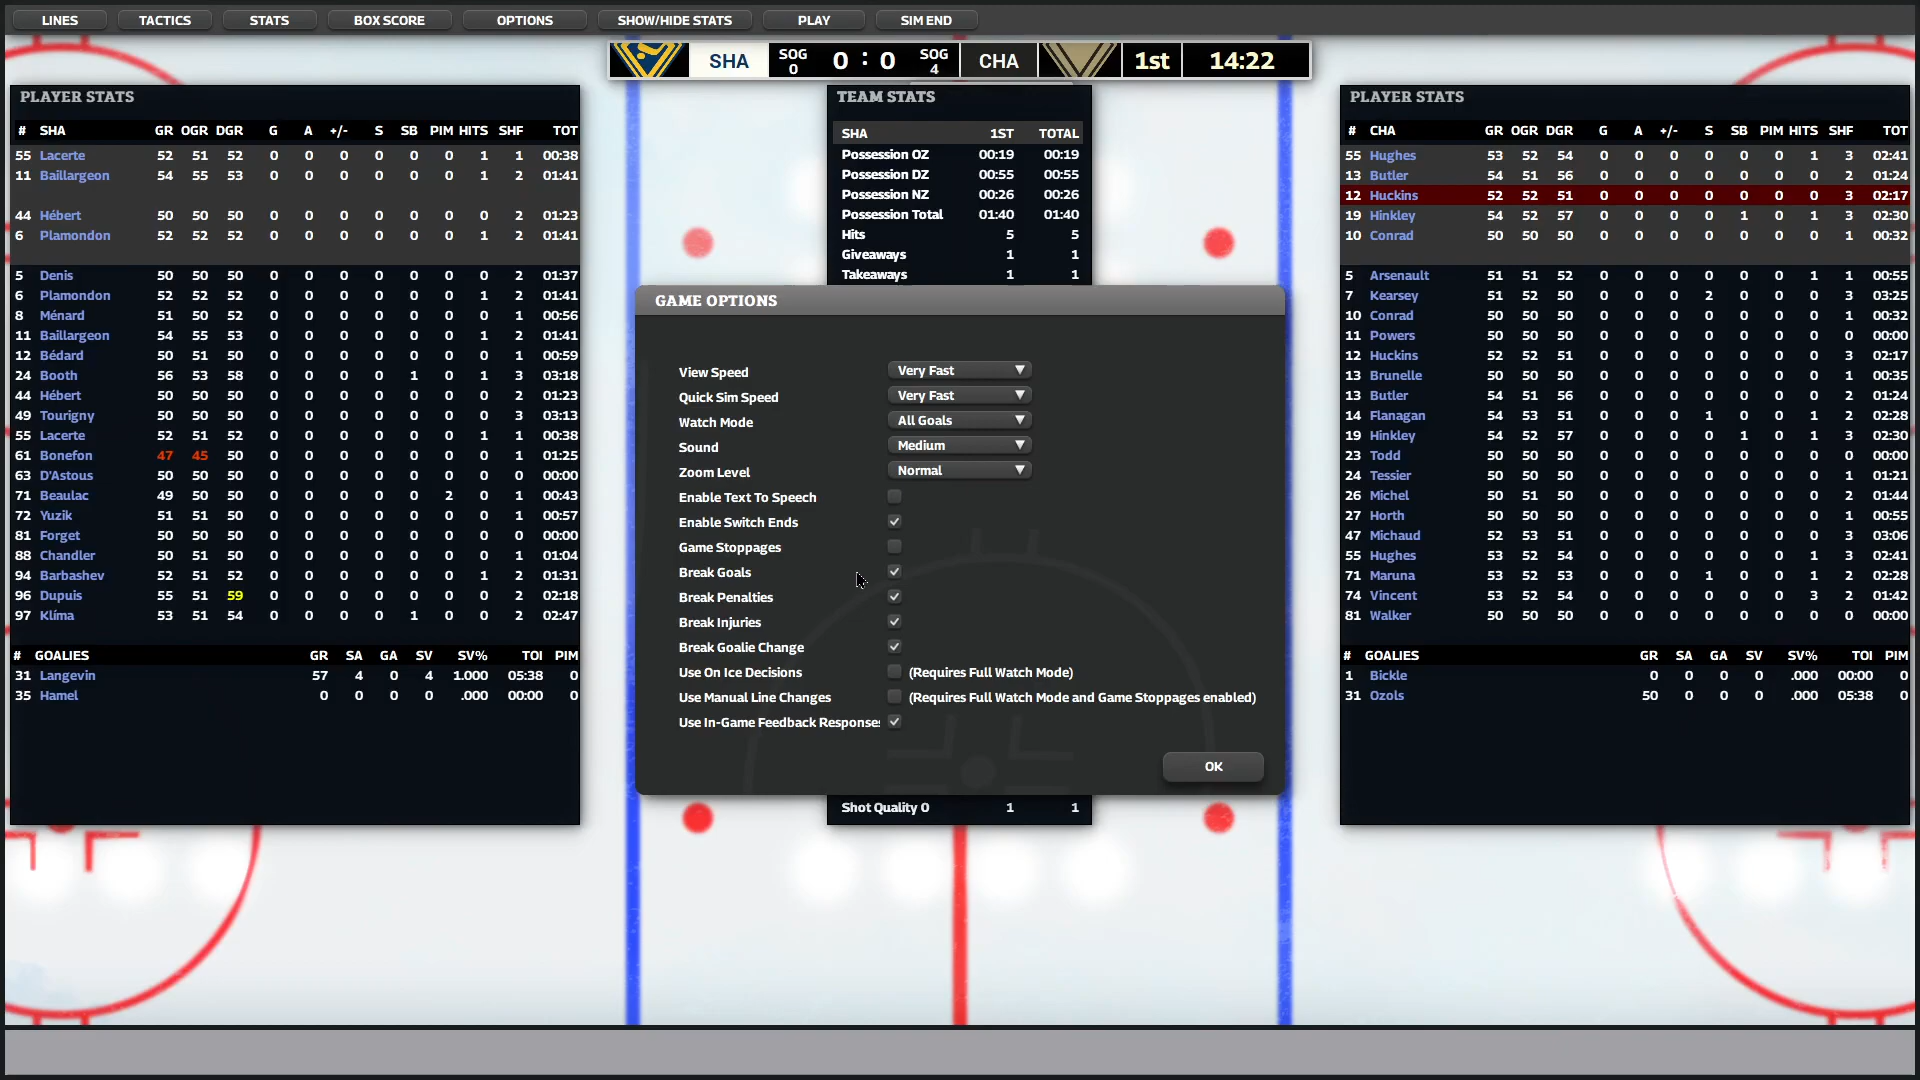 LINES TACTICS STATS BOX SCORE OPTIONS SHOW/HIDE STATS PLAY SIM END
SHA SOG 0 0 : 0 SOG 4 CHA 1st 14:22
PLAYER STATS
# SHA GR OGR DGR G A +/- S SB PIM HITS SHF TOT
55 Lacerte 52 51 52 0 0 0 0 0 0 1 1 00:38
11 Baillargeon 54 55 53 0 0 0 0 0 0 1 2 01:41
44 Hébert 50 50 50 0 0 0 0 0 0 0 2 01:23
6 Plamondon 52 52 52 0 0 0 0 0 0 1 2 01:41
5 Denis 50 50 50 0 0 0 0 0 0 0 2 01:37
6 Plamondon 52 52 52 0 0 0 0 0 0 1 2 01:41
8 Ménard 51 50 52 0 0 0 0 0 0 0 1 00:56
11 Baillargeon 54 55 53 0 0 0 0 0 0 1 2 01:41
12 Bédard 50 51 50 0 0 0 0 0 0 0 1 00:59
24 Booth 56 53 58 0 0 0 0 1 0 1 3 03:18
44 Hébert 50 50 50 0 0 0 0 0 0 0 2 01:23
49 Tourigny 50 50 50 0 0 0 0 0 0 0 3 03:13
55 Lacerte 52 51 52 0 0 0 0 0 0 1 1 00:38
61 Bonefon 47 45 50 0 0 0 0 0 0 0 1 01:25
63 D'Astous 50 50 50 0 0 0 0 0 0 0 0 00:00
71 Beaulac 49 50 50 0 0 0 0 0 2 0 1 00:43
72 Yuzik 51 51 50 0 0 0 0 0 0 0 1 00:57
81 Forget 50 50 50 0 0 0 0 0 0 0 0 00:00
88 Chandler 50 51 50 0 0 0 0 0 0 0 1 01:04
94 Barbashev 52 51 52 0 0 0 0 0 0 1 2 01:31
96 Dupuis 55 51 59 0 0 0 0 0 0 0 2 02:18
97 Klíma 53 51 54 0 0 0 0 1 0 0 2 02:47
# GOALIES GR SA GA SV SV% TOI PIM
31 Langevin 57 4 0 4 1.000 05:38 0
35 Hamel 0 0 0 0 .000 00:00 0
TEAM STATS
SHA 1ST TOTAL
Possession OZ 00:19 00:19
Possession DZ 00:55 00:55
Possession NZ 00:26 00:26
Possession Total 01:40 01:40
Hits 5 5
Giveaways 1 1
Takeaways 1 1
GAME OPTIONS
View Speed Very Fast
Quick Sim Speed Very Fast
Watch Mode All Goals
Sound Medium
Zoom Level Normal
Enable Text To Speech
Enable Switch Ends
Game Stoppages
Break Goals
Break Penalties
Break Injuries
Break Goalie Change
Use On Ice Decisions (Requires Full Watch Mode)
Use Manual Line Changes (Requires Full Watch Mode and Game Stoppages enabled)
Use In-Game Feedback Responses
OK
Shot Quality 0 1 1
PLAYER STATS
# CHA GR OGR DGR G A +/- S SB PIM HITS SHF TOT
55 Hughes 53 52 54 0 0 0 0 0 0 1 3 02:41
13 Butler 54 51 56 0 0 0 0 0 0 0 2 01:24
12 Huckins 52 52 51 0 0 0 0 0 0 0 3 02:17
19 Hinkley 54 52 57 0 0 0 0 1 0 1 3 02:30
10 Conrad 50 50 50 0 0 0 0 0 0 0 1 00:32
5 Arsenault 51 51 52 0 0 0 0 0 0 1 1 00:55
7 Kearsey 51 52 50 0 0 0 2 0 0 0 3 03:25
10 Conrad 50 50 50 0 0 0 0 0 0 0 1 00:32
11 Powers 50 50 50 0 0 0 0 0 0 0 0 00:00
12 Huckins 52 52 51 0 0 0 0 0 0 0 3 02:17
13 Brunelle 50 50 50 0 0 0 0 0 0 0 1 00:35
13 Butler 54 51 56 0 0 0 0 0 0 0 2 01:24
14 Flanagan 54 53 51 0 0 0 1 0 0 1 2 02:28
19 Hinkley 54 52 57 0 0 0 0 1 0 1 3 02:30
23 Todd 50 50 50 0 0 0 0 0 0 0 0 00:00
24 Tessier 50 50 50 0 0 0 0 0 0 0 1 01:21
26 Michel 50 51 50 0 0 0 0 0 0 0 2 01:44
27 Horth 50 50 50 0 0 0 0 0 0 0 1 00:55
47 Michaud 52 53 51 0 0 0 0 0 0 0 3 03:06
55 Hughes 53 52 54 0 0 0 0 0 0 1 3 02:41
71 Maruna 53 52 53 0 0 0 1 0 0 1 2 02:28
74 Vincent 53 52 54 0 0 0 0 0 0 3 2 01:42
81 Walker 50 50 50 0 0 0 0 0 0 0 0 00:00
# GOALIES GR SA GA SV SV% TOI PIM
1 Bickle 0 0 0 0 .000 00:00 0
31 Ozols 50 0 0 0 .000 05:38 0